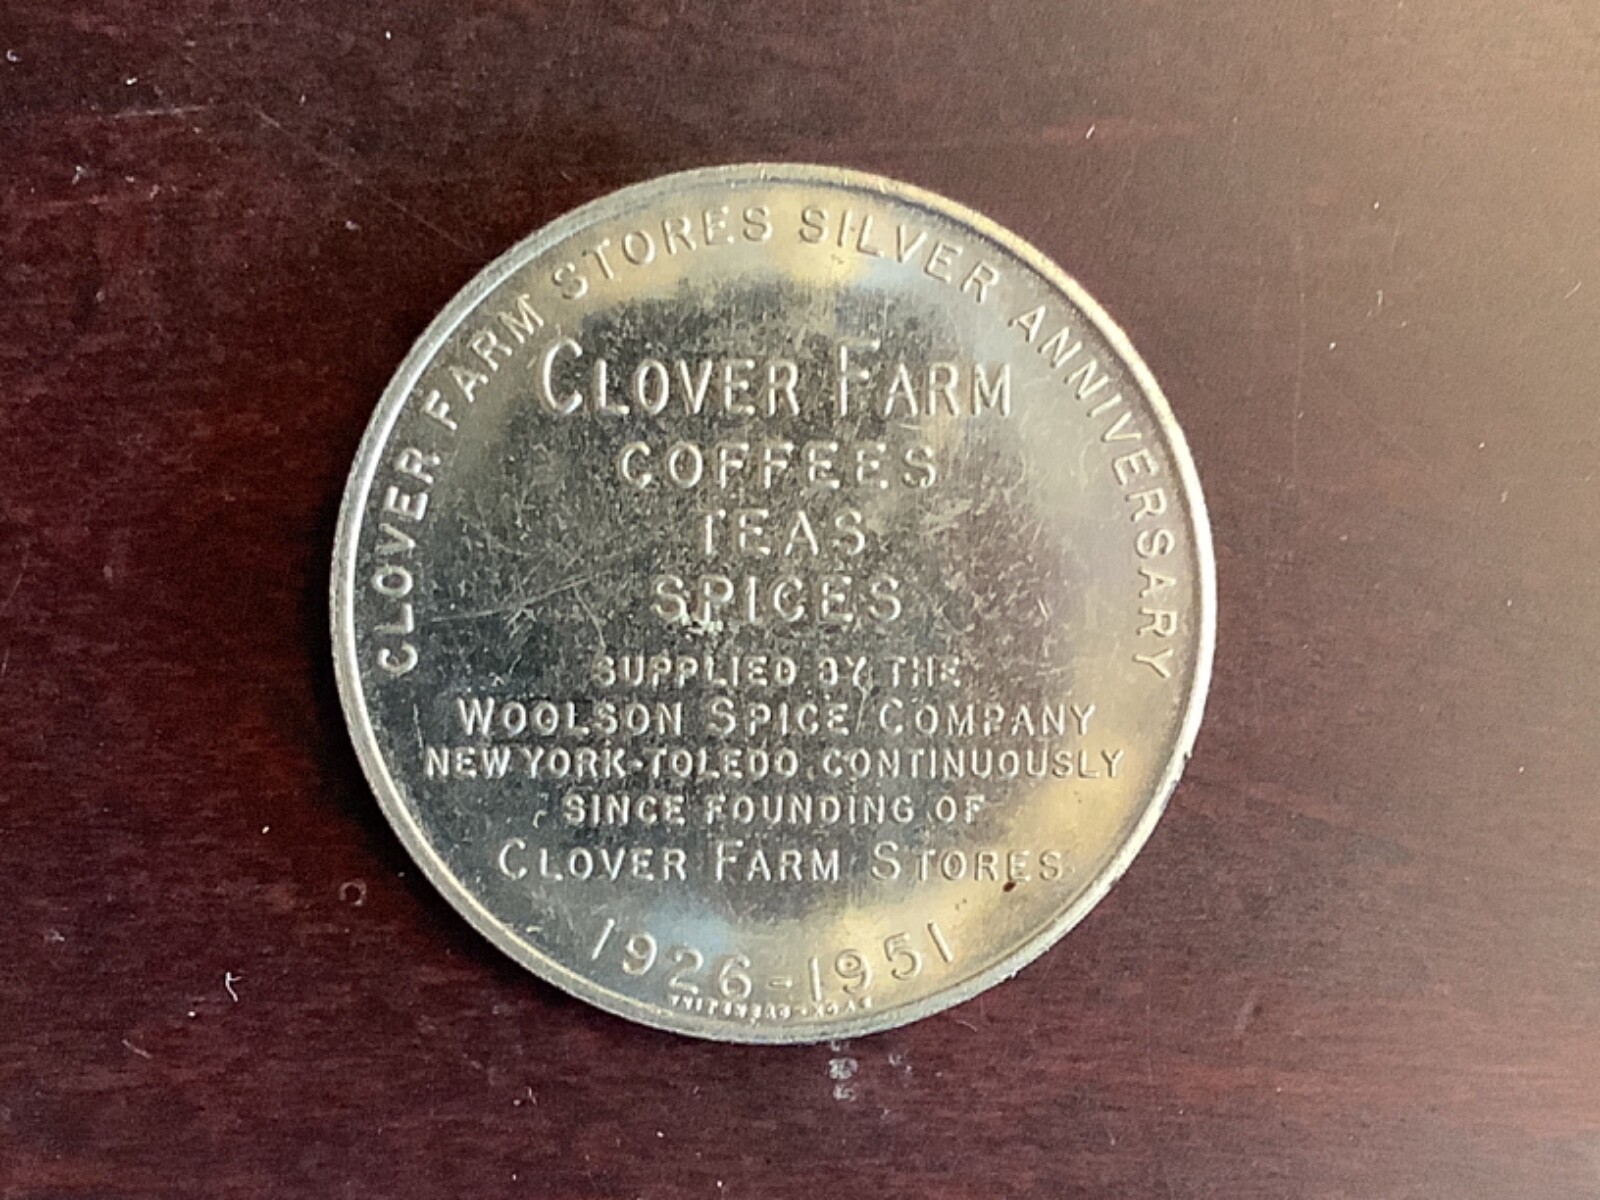 CLOVER FARM STORES SILVER ANNIVERSARY
CLOVER FARM
COFFEES
TEAS
SPICES
SUPPLIED BY THE
WOOLSON SPICE COMPANY
NEW YORK-TOLEDO, CONTINUOUSLY
SINCE FOUNDING OF
CLOVER FARM STORES
1926-1951